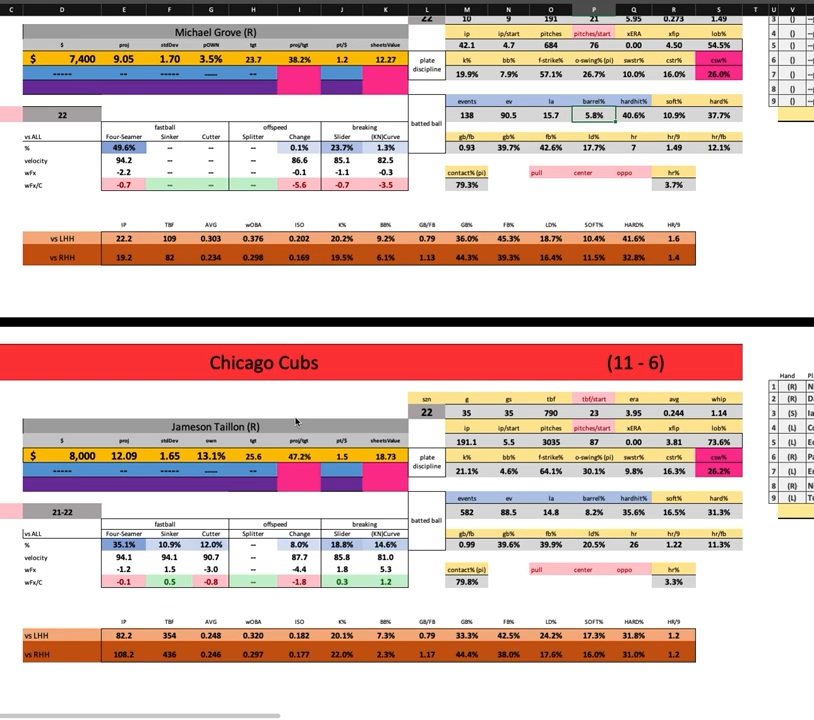 C D E F G H I J K L M N O P Q R S T U V W
22 10 9 191 21 5.95 0.273 1.49 3 ()
Michael Grove (R) ip ip/start pitches pitches/start xERA xfip lob% 4 ()
$ proj stdDev pOWN tgt proj/tgt pt/$ sheetsValue 42.1 4.7 684 76 0.00 4.50 54.5% 5 ()
$ 7,400 9.05 1.70 3.5% 23.7 38.2% 1.2 12.27 plate discipline k% bb% f-strike% o-swing% (pi) swstr% cstr% csw% 6 ()
----- -- ----- ---- -- 19.9% 7.9% 57.1% 26.7% 10.0% 16.0% 26.0% 7 ()
8 ()
events ev la barrel% hardhit% soft% hard% 9 ()
22 batted ball 138 90.5 15.7 5.8% 40.6% 10.9% 37.7%
fastball offspeed breaking
vs ALL Four-Seamer Sinker Cutter Splitter Change Slider (KN)Curve gb/fb gb% fb% ld% hr hr/9 hr/fb
% 49.6% -- -- -- 0.1% 23.7% 1.3% 0.93 39.7% 42.6% 17.7% 7 1.49 12.1%
velocity 94.2 -- -- -- 86.6 85.1 82.5
wFx -2.2 -- -- -- -0.1 -1.1 -0.3 contact% (pi) pull center oppo hr%
wFx/C -0.7 -- -- -- -5.6 -0.7 -3.5 79.3% 3.7%
IP TBF AVG wOBA ISO K% BB% GB/FB GB% FB% LD% SOFT% HARD% HR/9
vs LHH 22.2 109 0.303 0.376 0.202 20.2% 9.2% 0.79 36.0% 45.3% 18.7% 10.4% 41.6% 1.6
vs RHH 19.2 82 0.234 0.298 0.169 19.5% 6.1% 1.13 44.3% 39.3% 16.4% 11.5% 32.8% 1.4
Chicago Cubs (11 - 6)
Hand
1 (R)
szn g gs tbf tbf/start era avg whip 2 (R)
22 35 35 790 23 3.95 0.244 1.14 3 (S)
Jameson Taillon (R) ip ip/start pitches pitches/start xERA xfip lob% 4 (L)
$ proj stdDev own tgt proj/tgt pt/$ sheetsValue 191.1 5.5 3035 87 0.00 3.81 73.6% 5 (L)
$ 8,000 12.09 1.65 13.1% 25.6 47.2% 1.5 18.73 plate discipline k% bb% f-strike% o-swing% (pi) swstr% cstr% csw% 6 (R)
----- -- ----- ---- -- 21.1% 4.6% 64.1% 30.1% 9.8% 16.3% 26.2% 7 (L)
8 (R)
events ev la barrel% hardhit% soft% hard% 9 (L)
21-22 batted ball 582 88.5 14.8 8.2% 35.6% 16.5% 31.3%
fastball offspeed breaking
vs ALL Four-Seamer Sinker Cutter Splitter Change Slider (KN)Curve gb/fb gb% fb% ld% hr hr/9 hr/fb
% 35.1% 10.9% 12.0% -- 8.0% 18.8% 14.6% 0.99 39.6% 39.9% 20.5% 26 1.22 11.3%
velocity 94.1 94.1 90.7 -- 87.7 85.8 81.0
wFx -1.2 1.5 -3.0 -- -4.4 1.8 5.3 contact% (pi) pull center oppo hr%
wFx/C -0.1 0.5 -0.8 -- -1.8 0.3 1.2 79.8% 3.3%
IP TBF AVG wOBA ISO K% BB% GB/FB GB% FB% LD% SOFT% HARD% HR/9
vs LHH 82.2 354 0.248 0.320 0.182 20.1% 7.3% 0.79 33.3% 42.5% 24.2% 17.3% 31.8% 1.2
vs RHH 108.2 436 0.246 0.297 0.177 22.0% 2.3% 1.17 44.4% 38.0% 17.6% 16.0% 31.0% 1.2